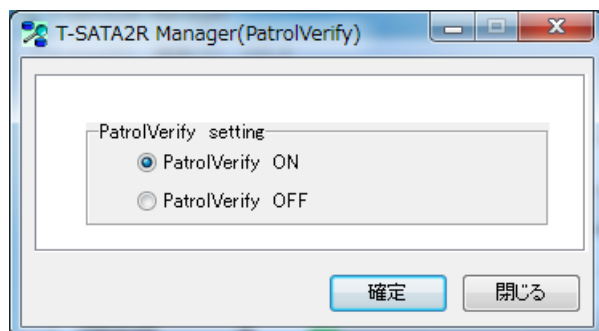 T-SATA2R Manager(PatrolVerify)
PatrolVerify setting
PatrolVerify ON
PatrolVerify OFF
確定 閉じる